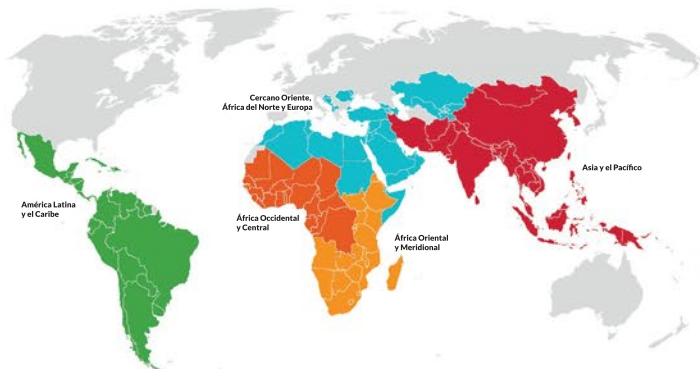 Cercano Oriente,
África del Norte y Europa
Asia y el Pacífico
América Latina
y el Caribe
África Occidental
y Central
África Oriental
y Meridional